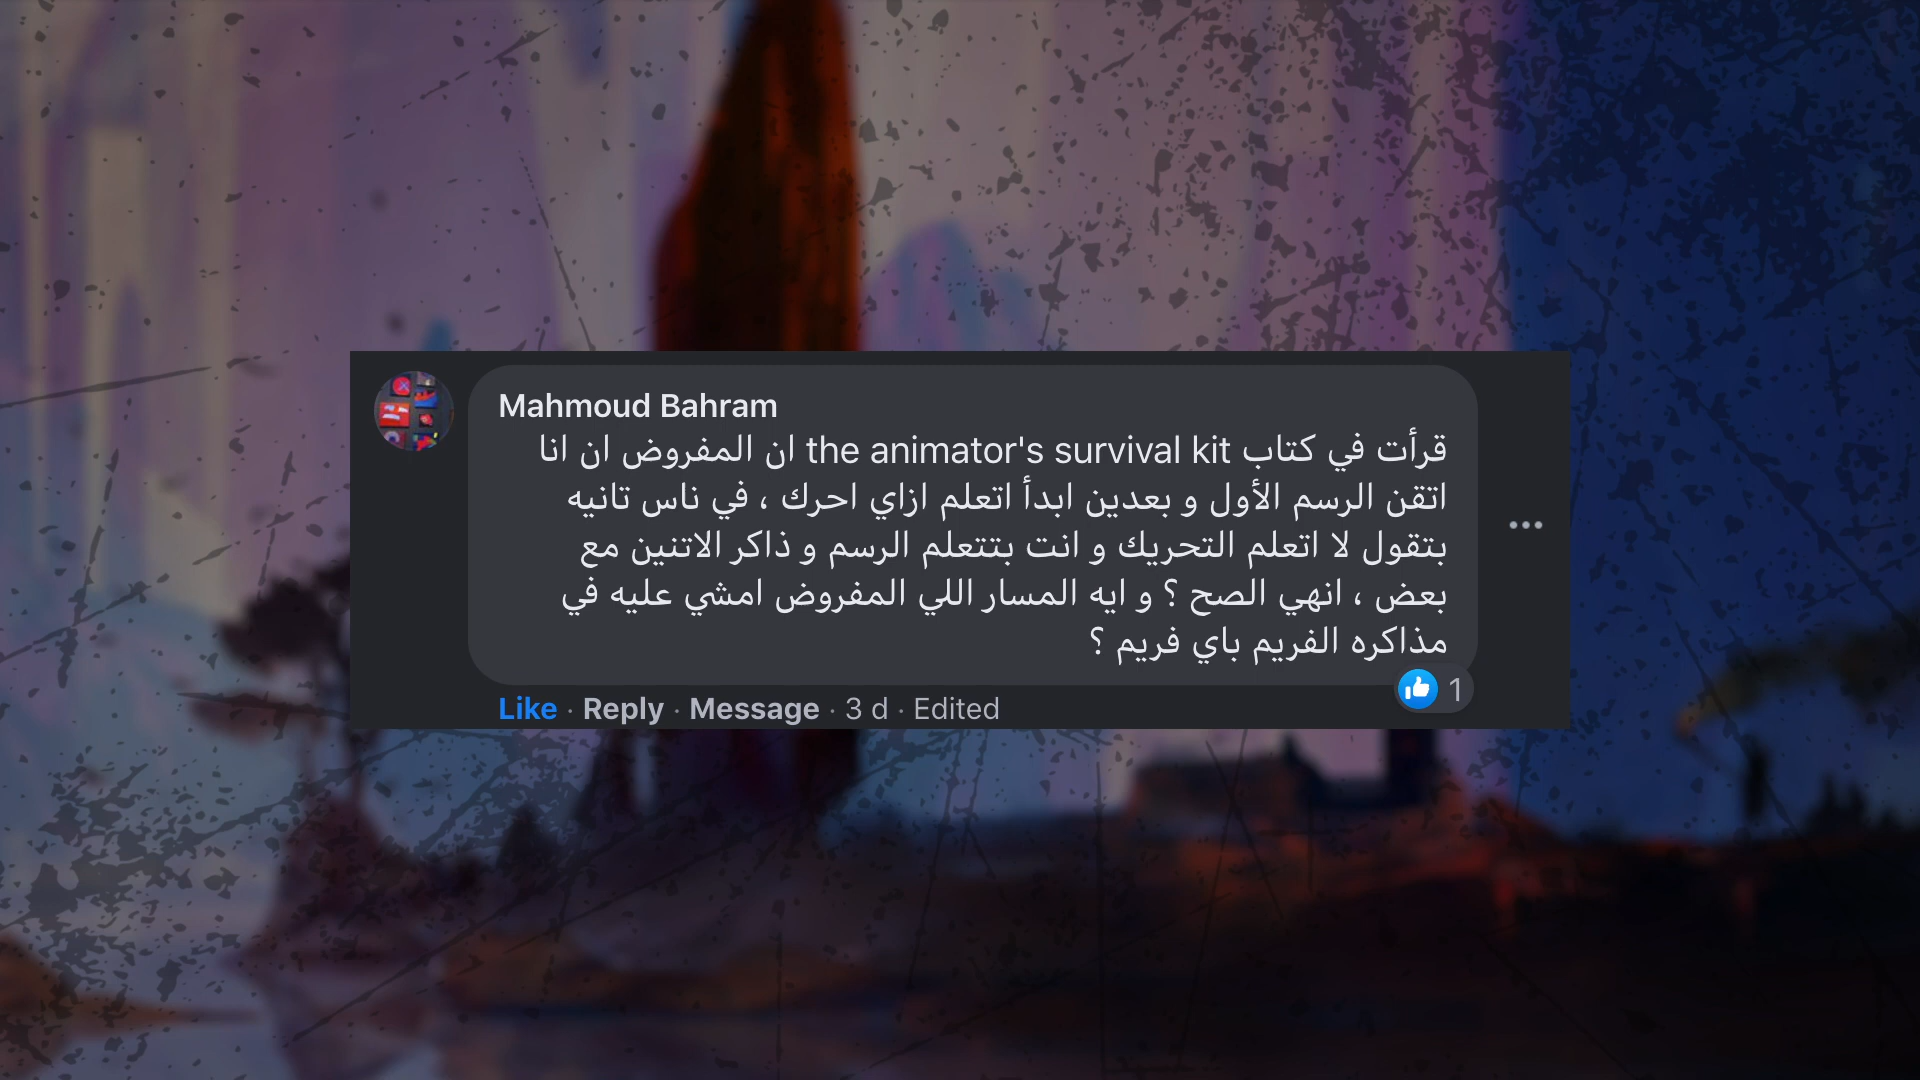 Mahmoud Bahram
قرأت في كتاب the animator's survival kit ان المفروض ان انا
اتقن الرسم الأول و بعدين ابدأ اتعلم ازاي احرك ، في ناس تانيه
بتقول لا اتعلم التحريك و انت بتتعلم الرسم و ذاكر الاتنين مع
بعض ، انهي الصح ؟ و ايه المسار اللي المفروض امشي عليه في
مذاكره الفريم باي فريم ؟
Like · Reply · Message · 3 d · Edited
1